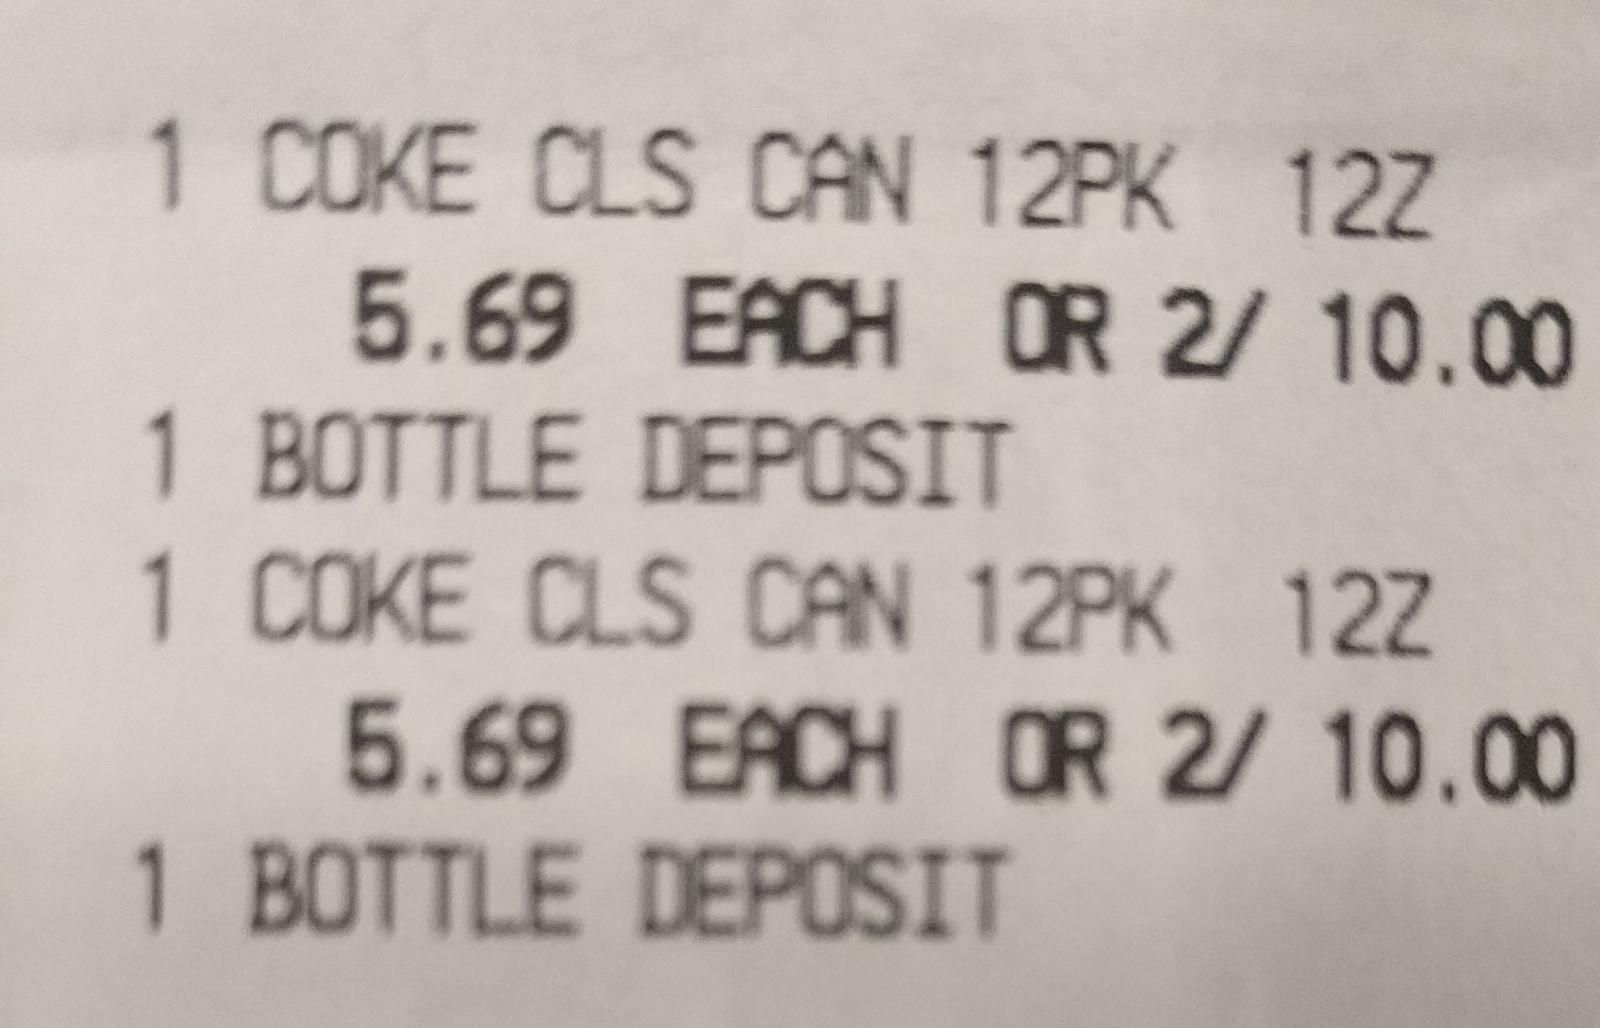 1 COKE CLS CAN 12PK 12Z
5.69 EACH OR 2/ 10.00
1 BOTTLE DEPOSIT
1 COKE CLS CAN 12PK 12Z
5.69 EACH OR 2/ 10.00
1 BOTTLE DEPOSIT